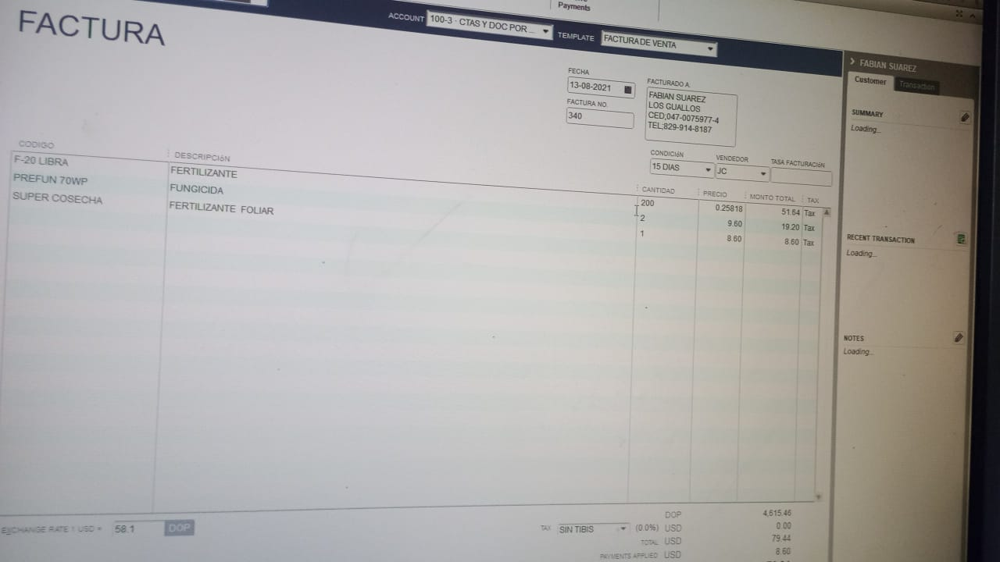 Payments
FACTURA
ACCOUNT 100-3 · CTAS Y DOC POR ... TEMPLATE FACTURA DE VENTA
FABIAN SUAREZ
Customer Transaction
FECHA
13-08-2021
FACTURA NO.
340
FACTURADO A:
FABIAN SUAREZ
LOS GUALLOS
CED;047-0075977-4
TEL;829-914-8187
SUMMARY
Loading...
CONDICIóN VENDEDOR TASA FACTURACIóN
15 DIAS JC
CODIGO DESCRIPCIóN CANTIDAD PRECIO MONTO TOTAL TAX
F-20 LIBRA FERTILIZANTE 200 0.25818 51.64 Tax
PREFUN 70WP FUNGICIDA 2 9.60 19.20 Tax
SUPER COSECHA FERTILIZANTE FOLIAR 1 8.60 8.60 Tax
RECENT TRANSACTION
Loading...
NOTES
Loading...
DOP 4,615.46
EXCHANGE RATE 1 USD = 58.1 DOP
TAX SIN TIBIS (0.0%) USD 0.00
TOTAL USD 79.44
PAYMENTS APPLIED USD 8.60